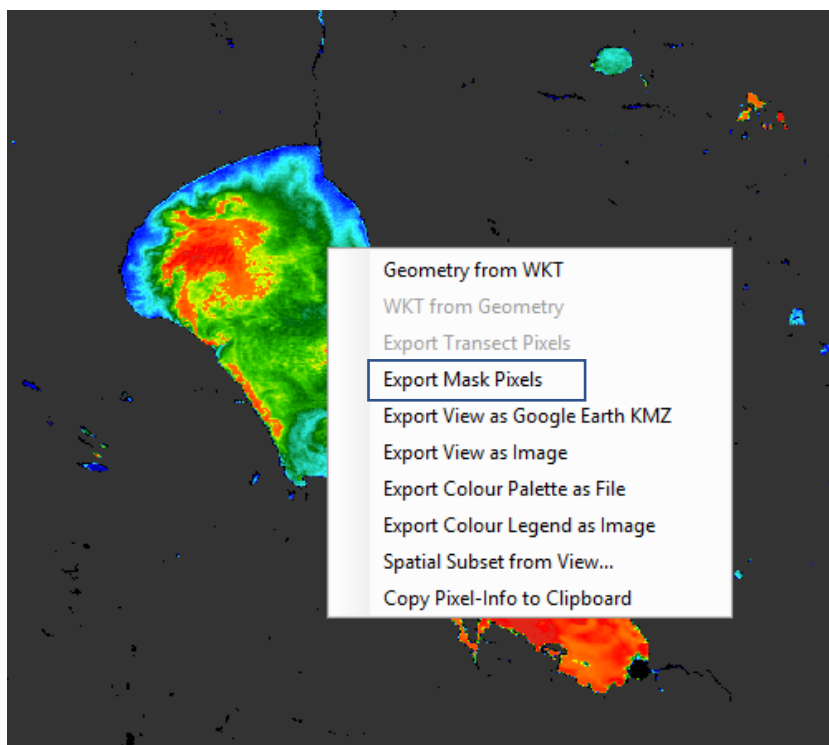 Geometry from WKT
WKT from Geometry
Export Transect Pixels
Export Mask Pixels
Export View as Google Earth KMZ
Export View as Image
Export Colour Palette as File
Export Colour Legend as Image
Spatial Subset from View...
Copy Pixel-Info to Clipboard